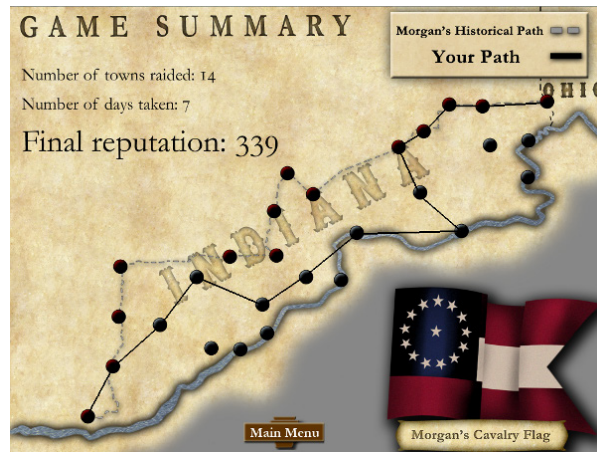 GAME SUMMARY
Morgan's Historical Path
Your Path
Number of towns raided: 14
Number of days taken: 7
Final reputation: 339
OHIO
INDIANA
Main Menu
Morgan's Cavalry Flag